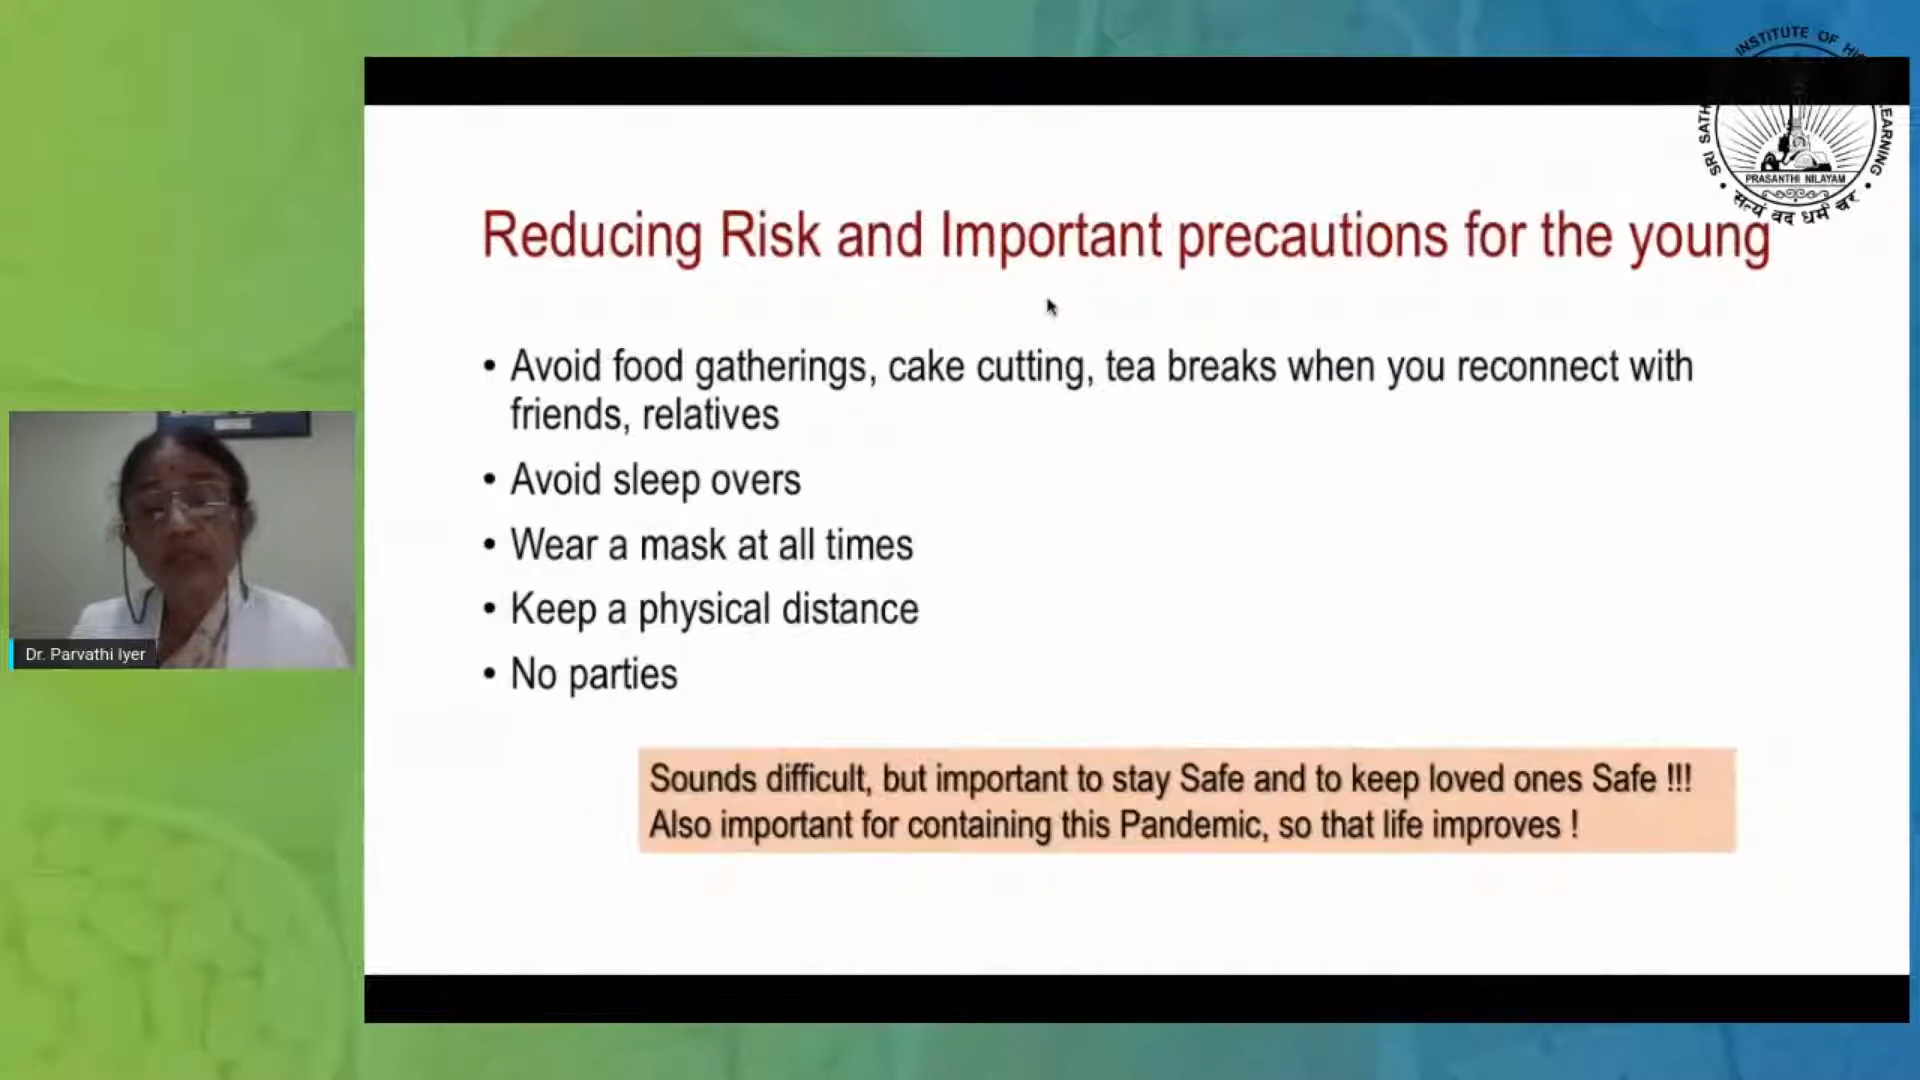 INSTITUTE OF
SRI SATH
LEARNING
PRASANTHI NILAYAM
सत्यं वद धर्मं चर
Reducing Risk and Important precautions for the young
• Avoid food gatherings, cake cutting, tea breaks when you reconnect with
friends, relatives
• Avoid sleep overs
• Wear a mask at all times
• Keep a physical distance
• No parties
Sounds difficult, but important to stay Safe and to keep loved ones Safe !!!
Also important for containing this Pandemic, so that life improves !
Dr. Parvathi Iyer